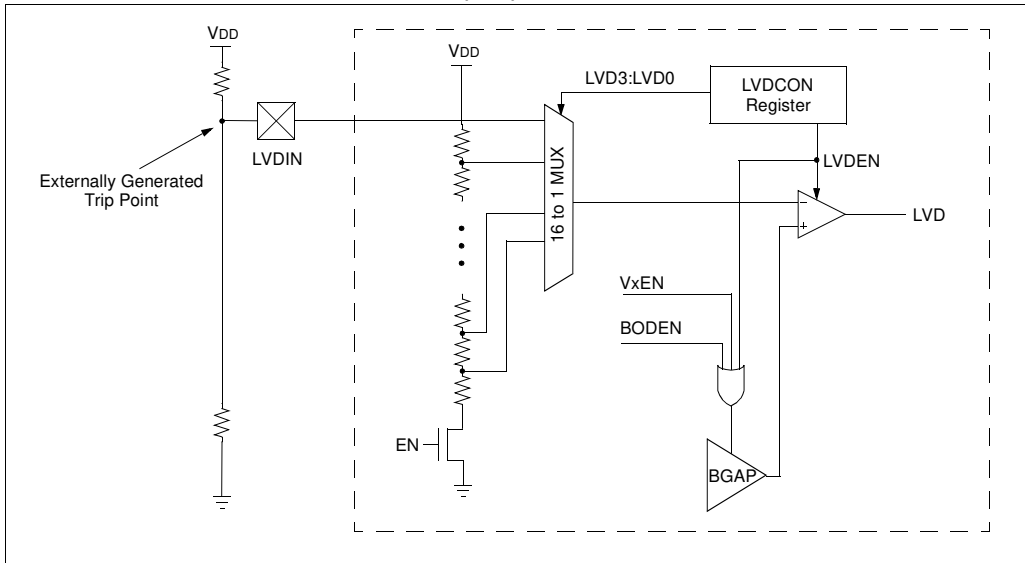 VDD
VDD
LVD3:LVD0
LVDCON
Register
LVDIN
LVDEN
Externally Generated
Trip Point
16 to 1 MUX
–
+
LVD
VxEN
BODEN
EN
BGAP